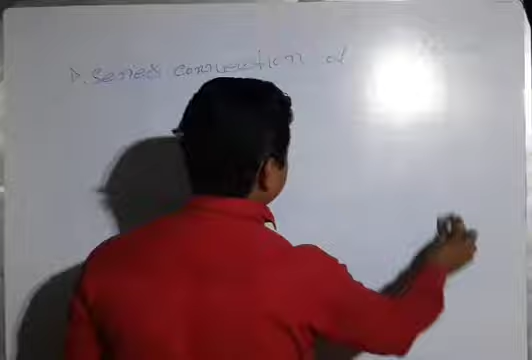 ▷. Series connection of